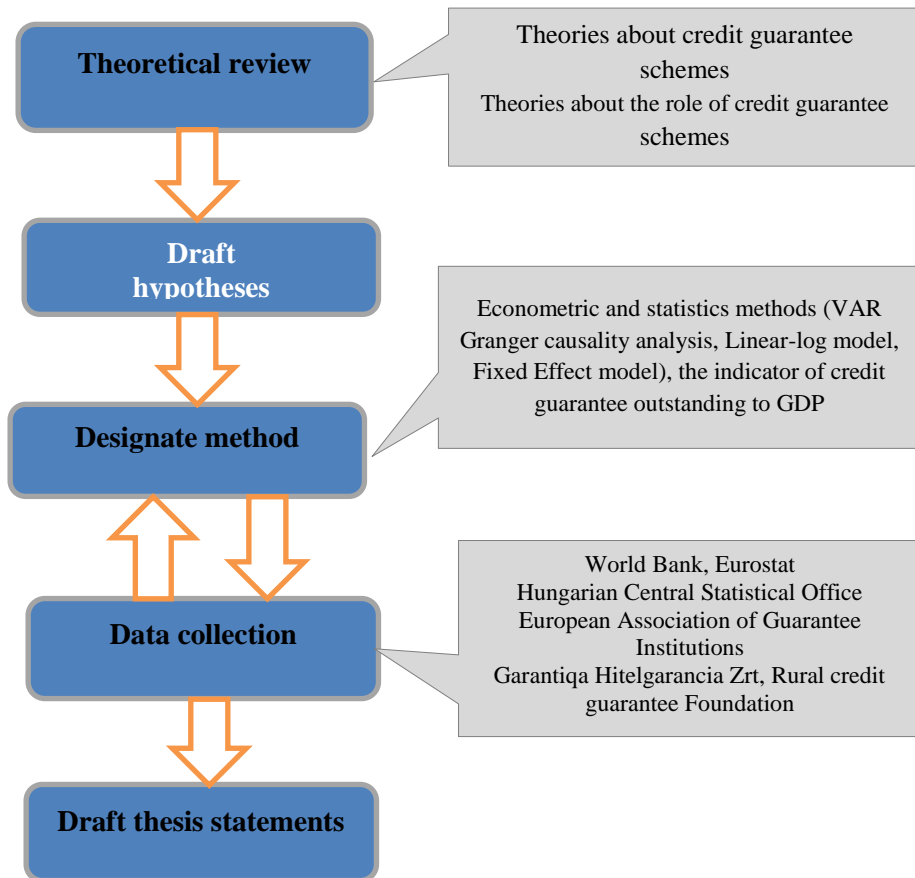 Theoretical review
Theories about credit guarantee
schemes
Theories about the role of credit guarantee
schemes
Draft
hypotheses
Econometric and statistics methods (VAR
Granger causality analysis, Linear-log model,
Fixed Effect model), the indicator of credit
guarantee outstanding to GDP
Designate method
World Bank, Eurostat
Hungarian Central Statistical Office
European Association of Guarantee
Institutions
Garantiqa Hitelgarancia Zrt, Rural credit
guarantee Foundation
Data collection
Draft thesis statements